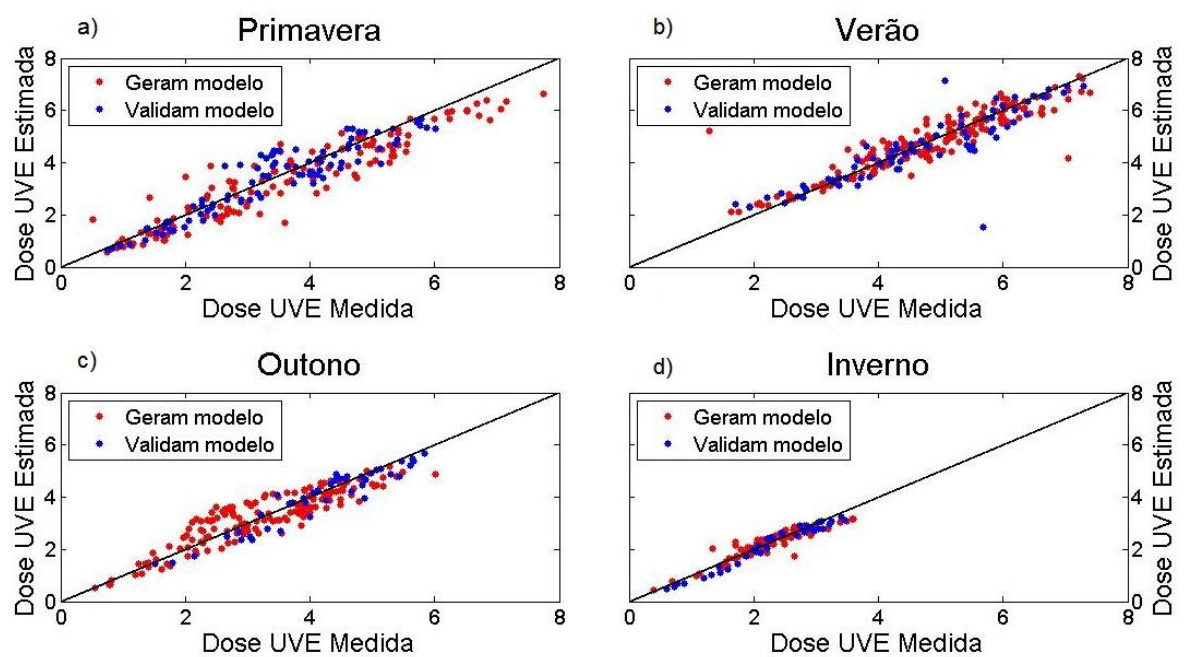 a) Primavera
8
6
4
2
0
Dose UVE Estimada
Geram modelo
Validam modelo
0 2 4 6 8
Dose UVE Medida
b) Verão
8
6
4
2
0
Dose UVE Estimada
Geram modelo
Validam modelo
0 2 4 6 8
Dose UVE Medida
c) Outono
8
6
4
2
0
Dose UVE Estimada
Geram modelo
Validam modelo
0 2 4 6 8
Dose UVE Medida
d) Inverno
8
6
4
2
0
Dose UVE Estimada
Geram modelo
Validam modelo
0 2 4 6 8
Dose UVE Medida